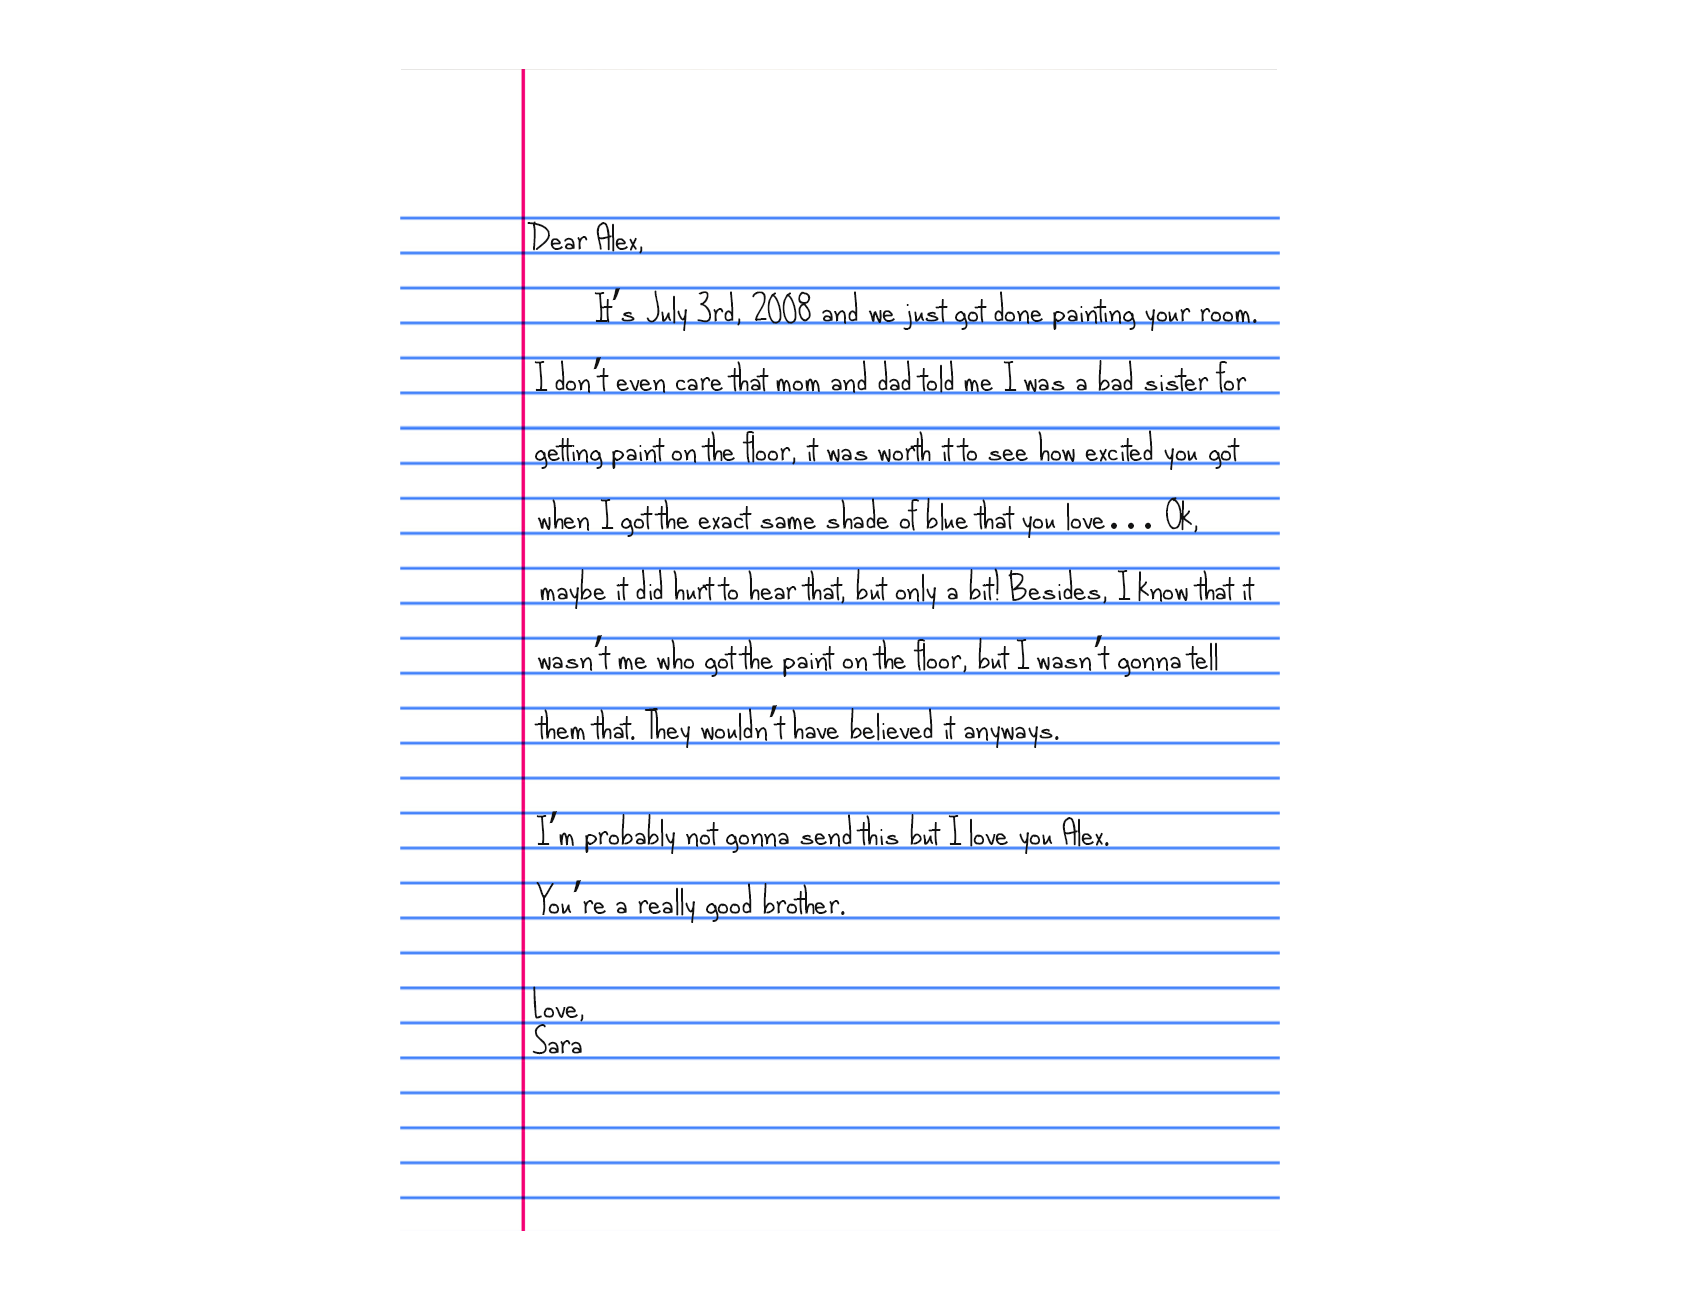 Dear Alex,
It's July 3rd, 2008 and we just got done painting your room.
I don't even care that mom and dad told me I was a bad sister for
getting paint on the floor, it was worth it to see how excited you got
when I got the exact same shade of blue that you love... Ok,
maybe it did hurt to hear that, but only a bit! Besides, I know that it
wasn't me who got the paint on the floor, but I wasn't gonna tell
them that. They wouldn't have believed it anyways.
I'm probably not gonna send this but I love you Alex.
You're a really good brother.
Love,
Sara